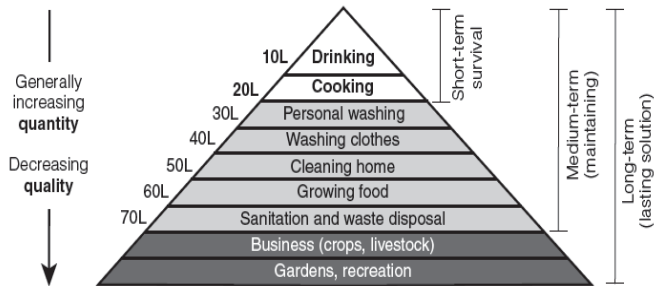 Generally
increasing
quantity
Decreasing
quality
10L Drinking
20L Cooking
30L Personal washing
40L Washing clothes
50L Cleaning home
60L Growing food
70L Sanitation and waste disposal
Business (crops, livestock)
Gardens, recreation
Short-term
survival
Medium-term
(maintaining)
Long-term
(lasting solution)